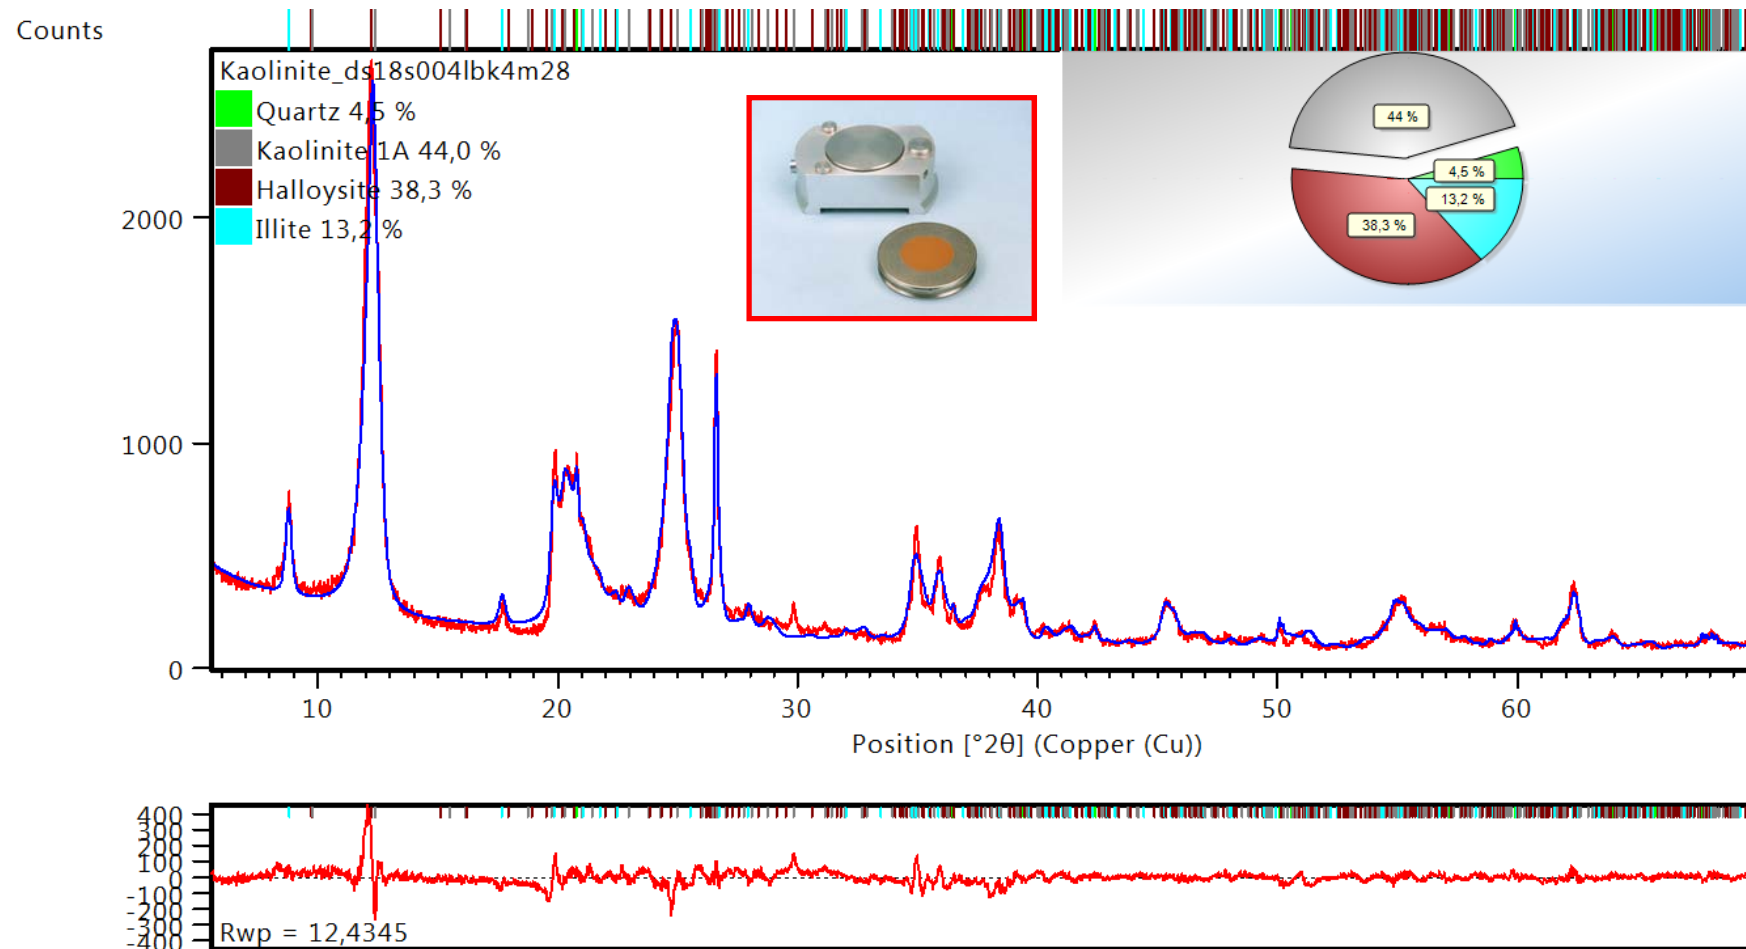 Counts
Kaolinite_ds18s004lbk4m28
Quartz 4,5 %
Kaolinite 1A 44,0 %
Halloysite 38,3 %
Illite 13,2 %
44 %
4,5 %
13,2 %
38,3 %
2000
1000
0
10 20 30 40 50 60
Position [°2θ] (Copper (Cu))
400
300
200
100
0
-100
-200
-300
-400
Rwp = 12,4345